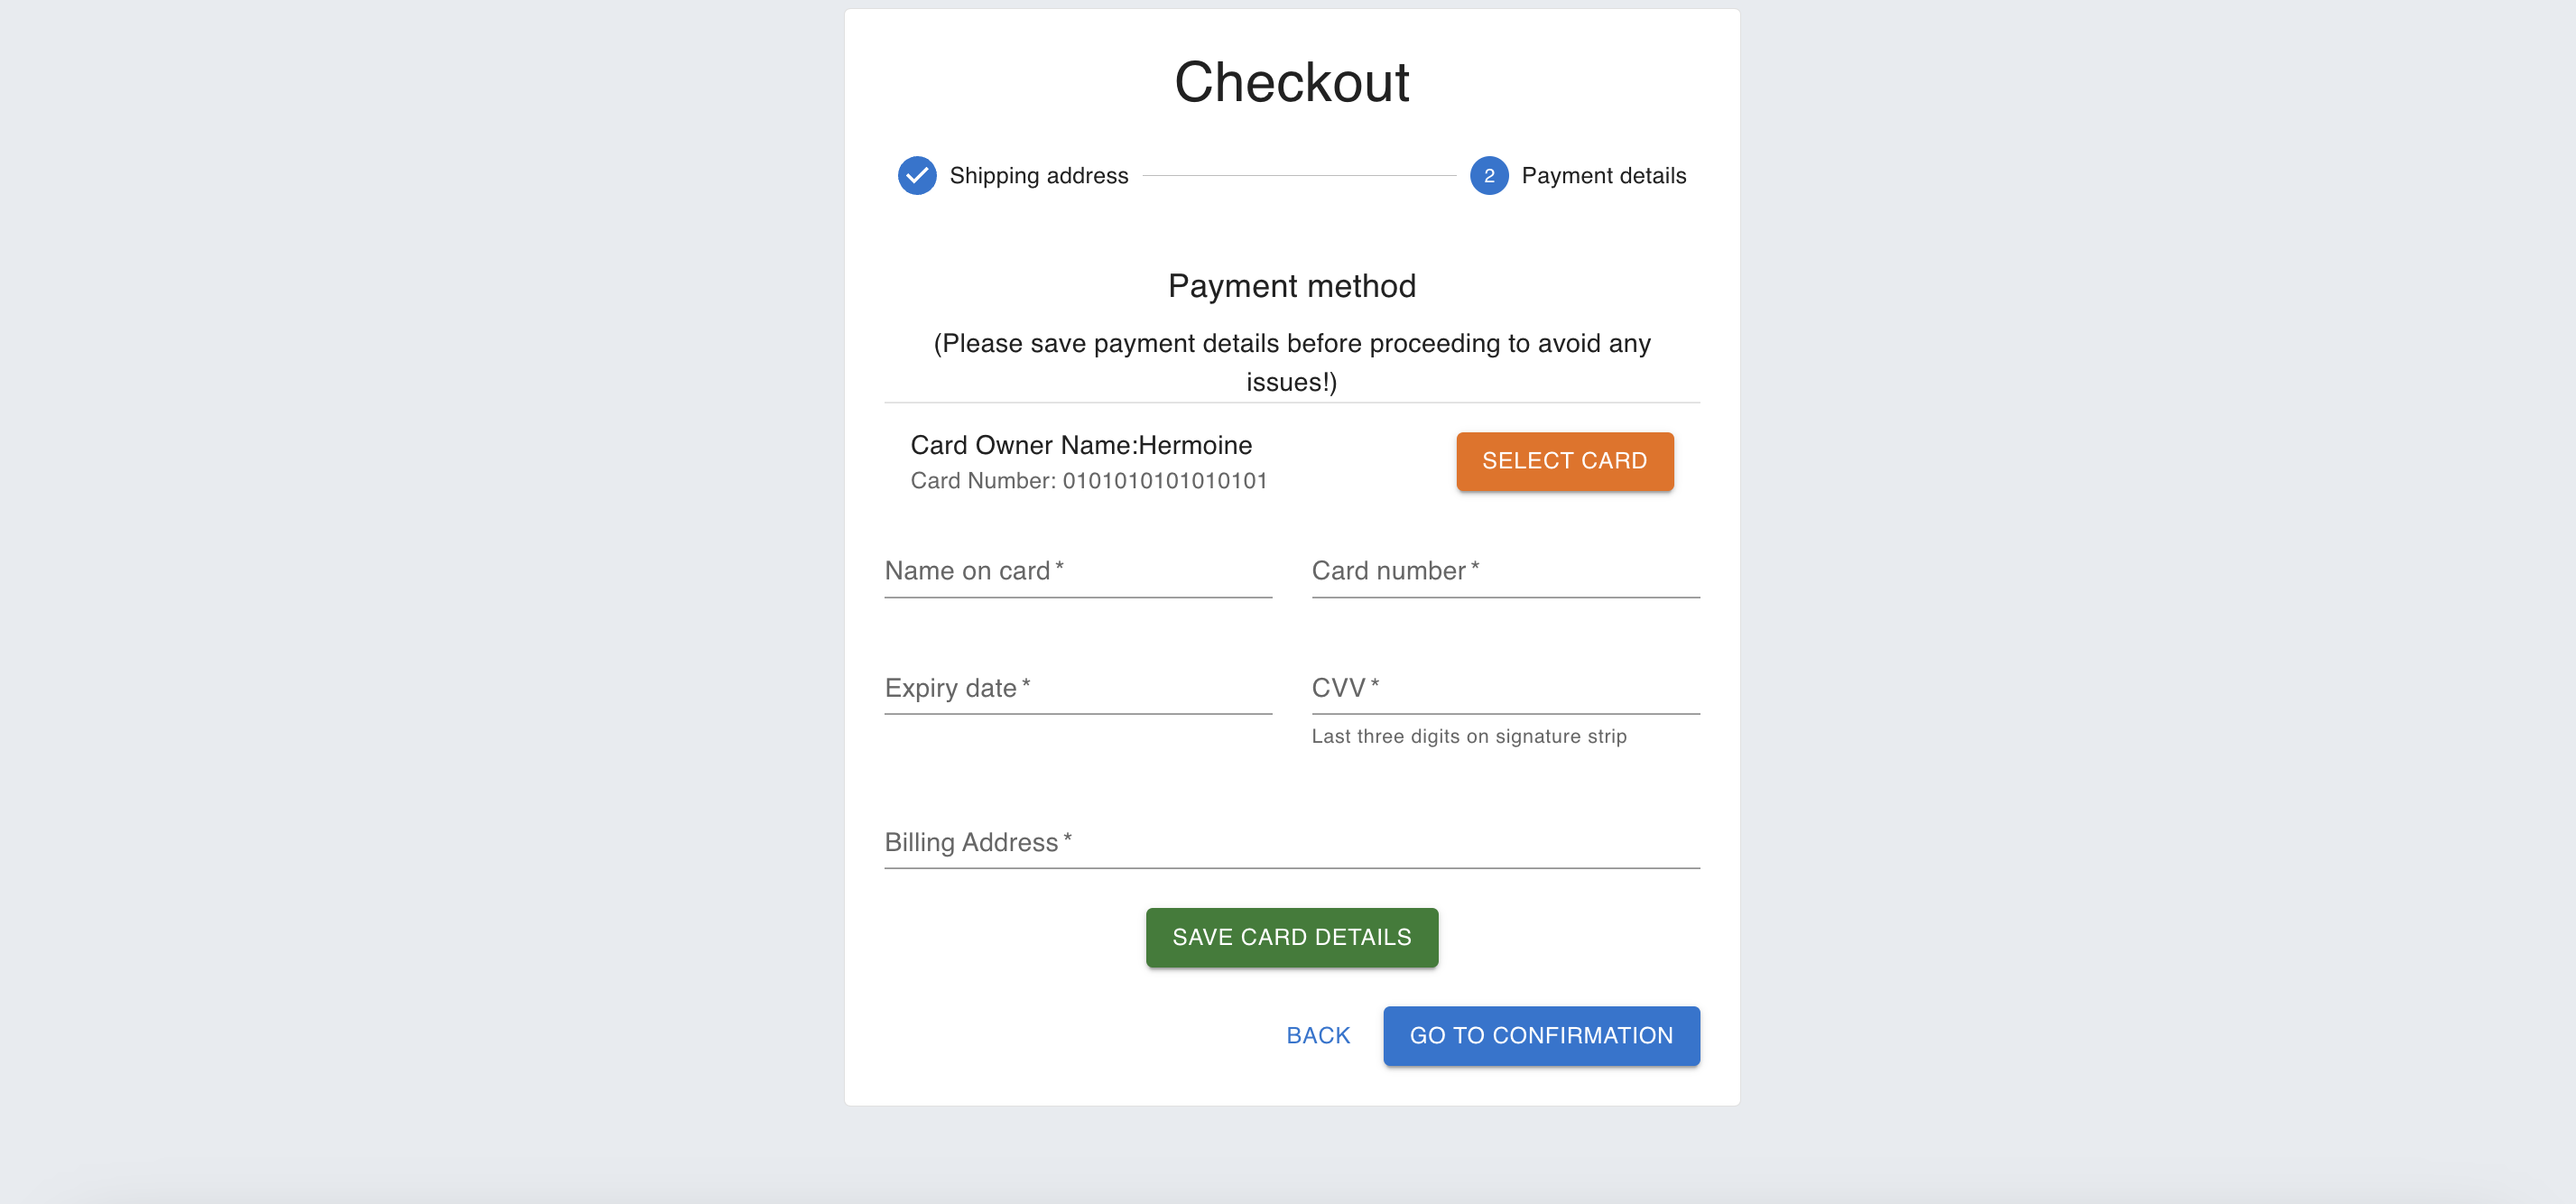 Checkout
Shipping address
2 Payment details
Payment method
(Please save payment details before proceeding to avoid any
issues!)
Card Owner Name:Hermoine
Card Number: 0101010101010101
SELECT CARD
Name on card *
Card number *
Expiry date *
CVV *
Last three digits on signature strip
Billing Address *
SAVE CARD DETAILS
BACK
GO TO CONFIRMATION